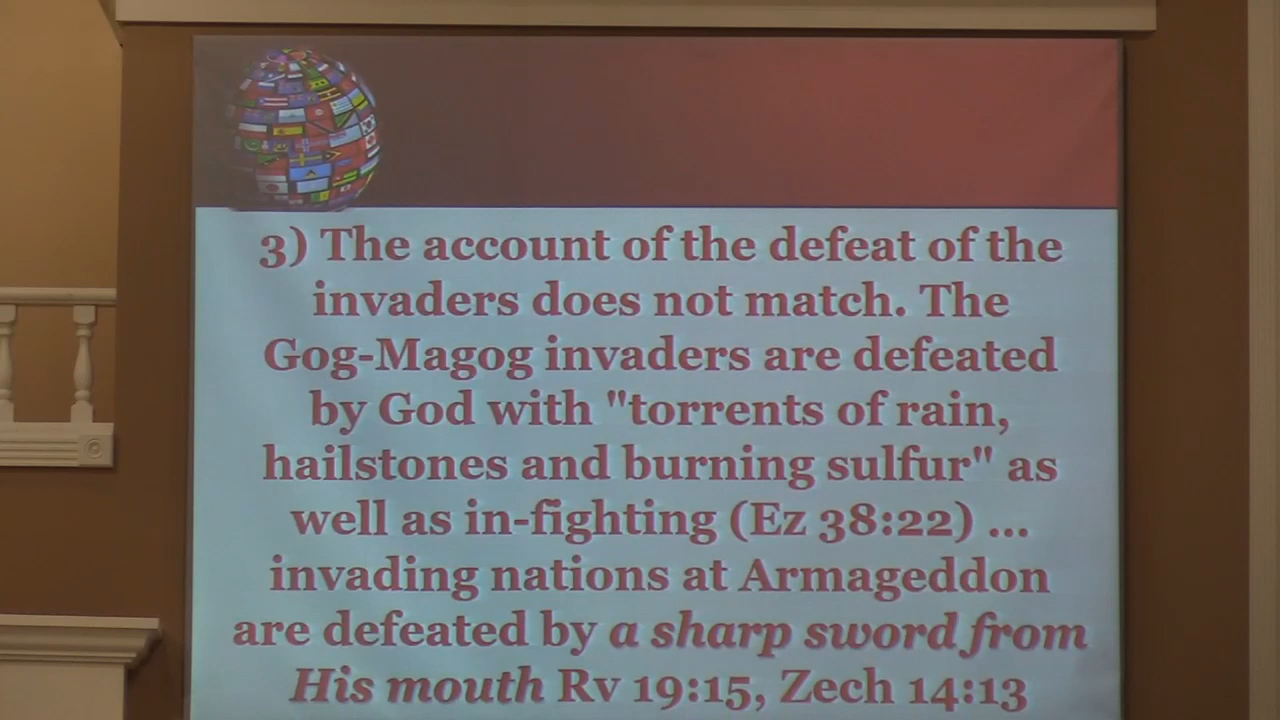 3) The account of the defeat of the
invaders does not match. The
Gog-Magog invaders are defeated
by God with "torrents of rain,
hailstones and burning sulfur" as
well as in-fighting (Ez 38:22) ...
invading nations at Armageddon
are defeated by a sharp sword from
His mouth Rv 19:15, Zech 14:13